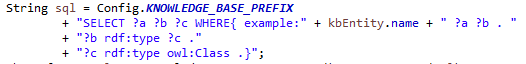 String sql = Config.KNOWLEDGE_BASE_PREFIX
+ "SELECT ?a ?b ?c WHERE{ example:" + kbEntity.name + " ?a ?b . "
+ "?b rdf:type ?c ."
+ "?c rdf:type owl:Class .}";